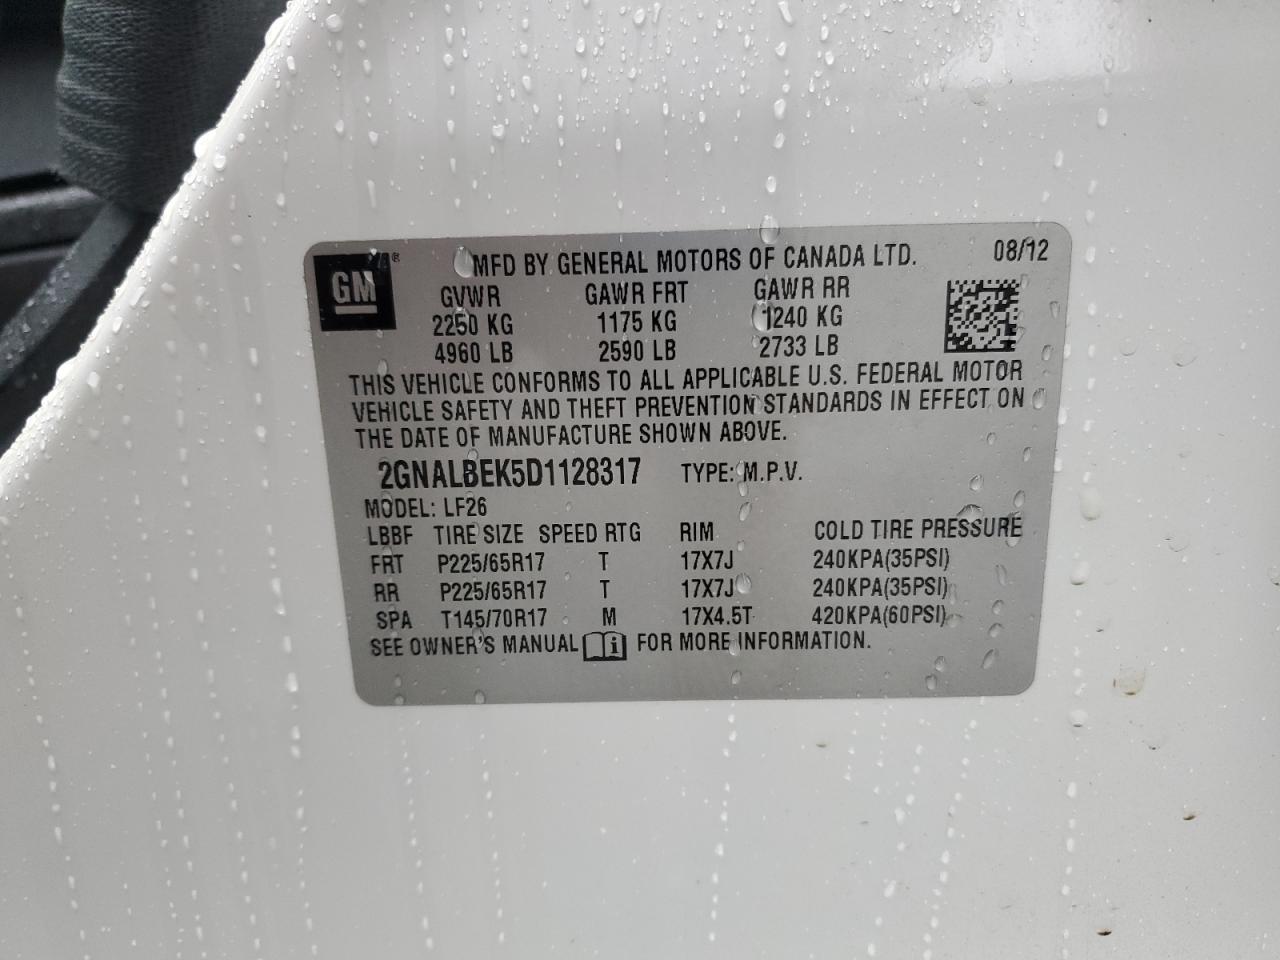 GM® MFD BY GENERAL MOTORS OF CANADA LTD. 08/12
GVWR GAWR FRT GAWR RR
2250 KG 1175 KG 1240 KG
4960 LB 2590 LB 2733 LB
THIS VEHICLE CONFORMS TO ALL APPLICABLE U.S. FEDERAL MOTOR
VEHICLE SAFETY AND THEFT PREVENTION STANDARDS IN EFFECT ON
THE DATE OF MANUFACTURE SHOWN ABOVE.
2GNALBEK5D1128317 TYPE: M.P.V.
MODEL: LF26
LBBF TIRE SIZE SPEED RTG RIM COLD TIRE PRESSURE
FRT P225/65R17 T 17X7J 240KPA(35PSI)
RR P225/65R17 T 17X7J 240KPA(35PSI)
SPA T145/70R17 M 17X4.5T 420KPA(60PSI)
SEE OWNER'S MANUAL i FOR MORE INFORMATION.